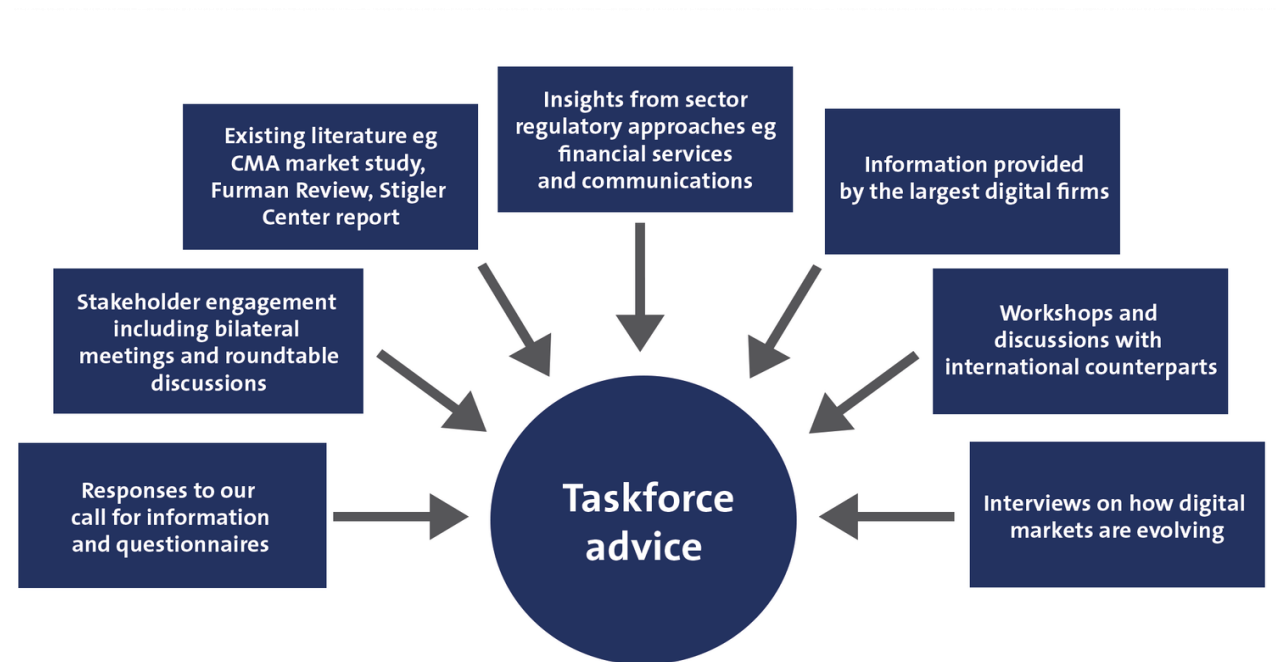 Insights from sector
regulatory approaches eg
financial services
and communications
Existing literature eg
CMA market study,
Furman Review, Stigler
Center report
Information provided
by the largest digital firms
Stakeholder engagement
including bilateral
meetings and roundtable
discussions
Workshops and
discussions with
international counterparts
Responses to our
call for information
and questionnaires
Taskforce
advice
Interviews on how digital
markets are evolving